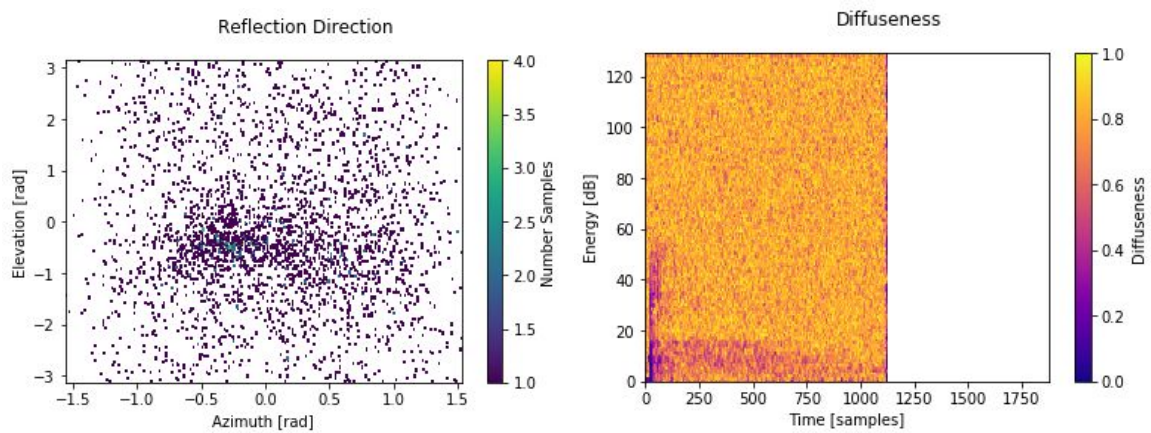 Reflection Direction
3
2
1
0
−1
−2
−3
Elevation [rad]
−1.5 −1.0 −0.5 0.0 0.5 1.0 1.5
Azimuth [rad]
4.0
3.5
3.0
2.5
2.0
1.5
1.0
Number Samples
Diffuseness
120
100
80
60
40
20
0
Energy [dB]
0 250 500 750 1000 1250 1500 1750
Time [samples]
1.0
0.8
0.6
0.4
0.2
0.0
Diffuseness